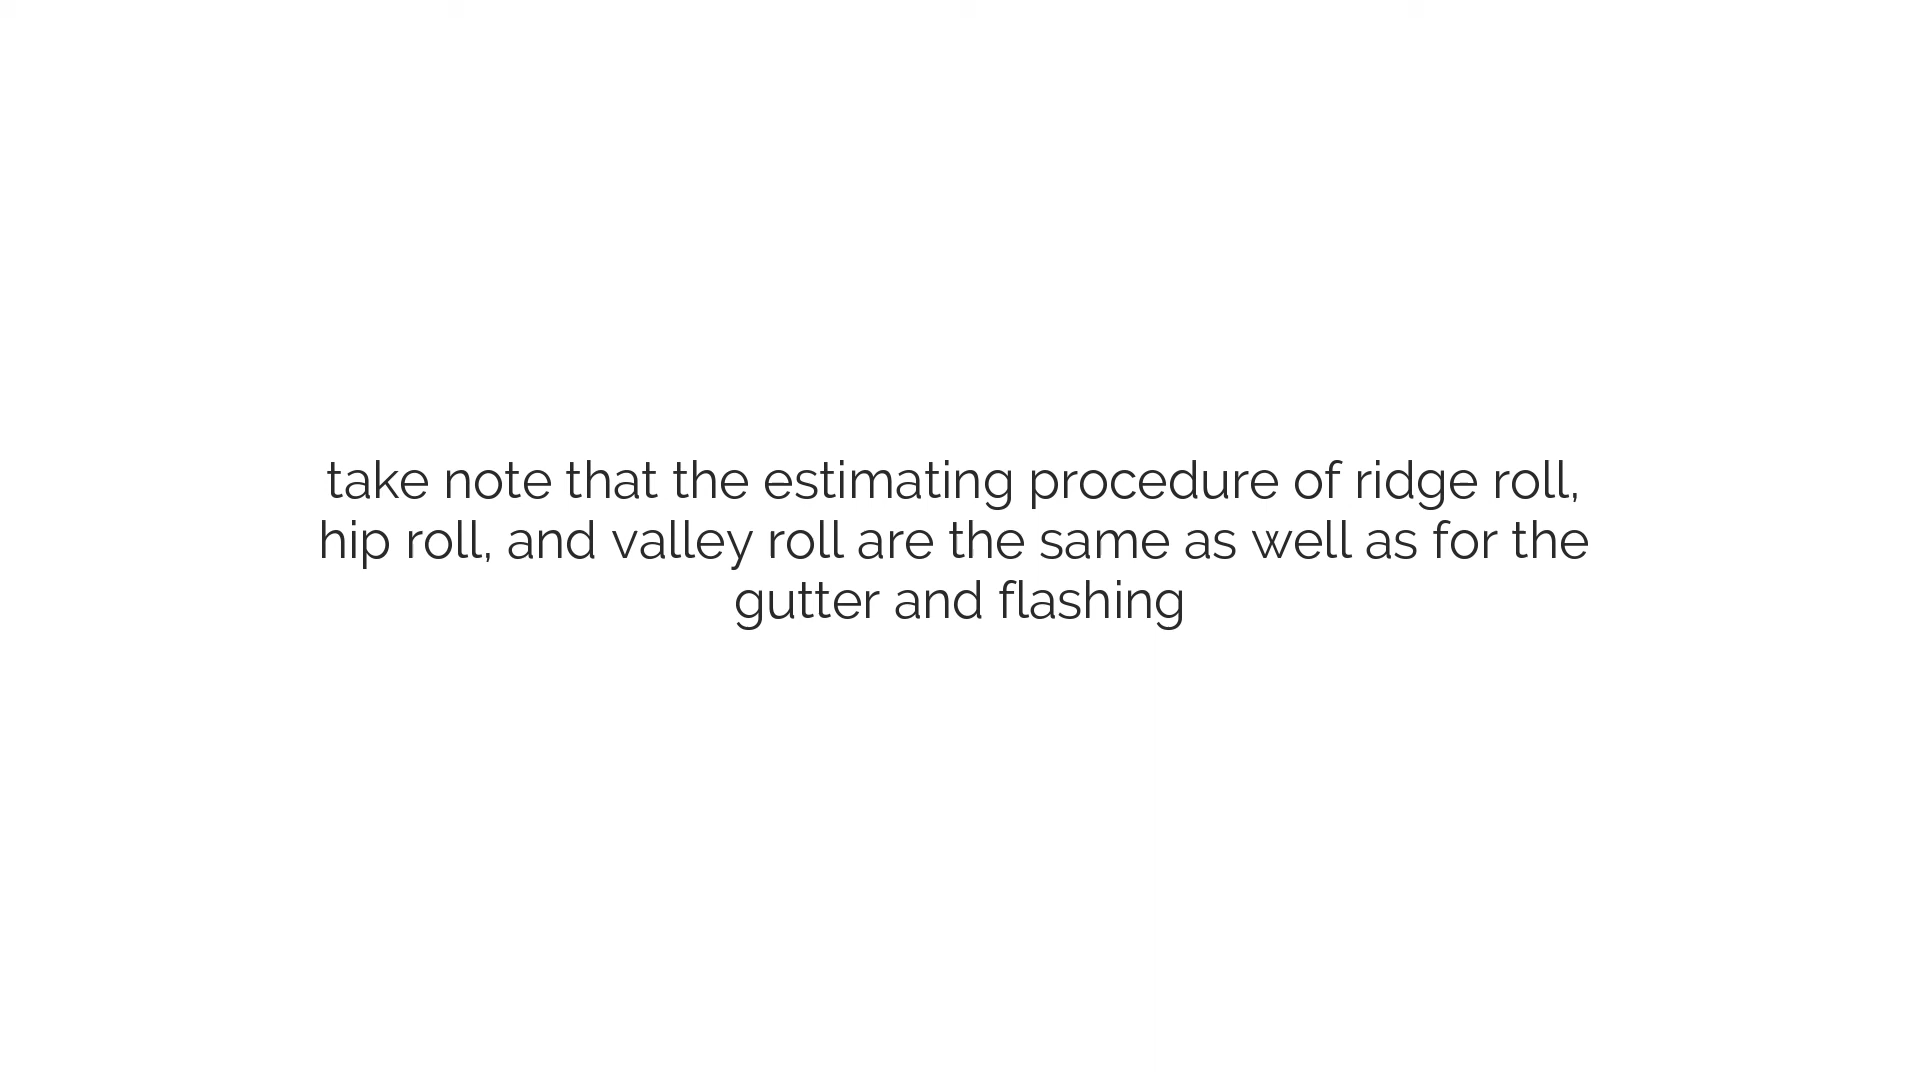 take note that the estimating procedure of ridge roll,
hip roll, and valley roll are the same as well as for the
gutter and flashing